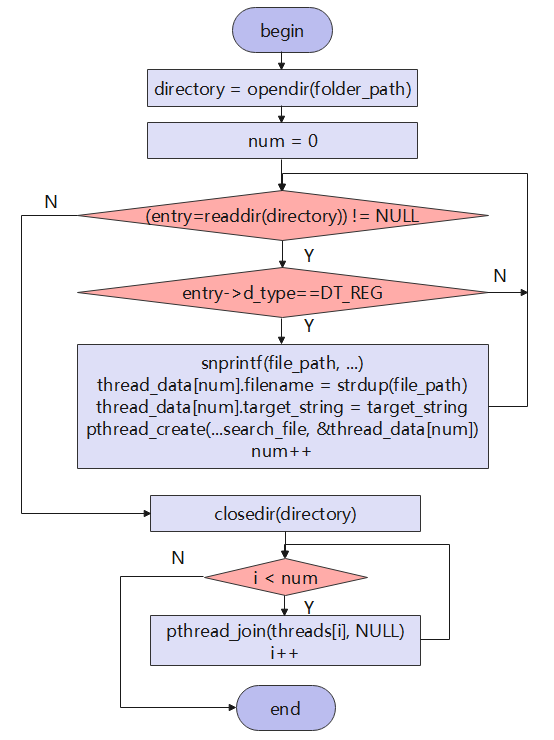 begin
directory = opendir(folder_path)
num = 0
N
(entry=readdir(directory)) != NULL
Y
N
entry->d_type==DT_REG
Y
snprintf(file_path, ...)
thread_data[num].filename = strdup(file_path)
thread_data[num].target_string = target_string
pthread_create(...search_file, &thread_data[num])
num++
closedir(directory)
N
i < num
Y
pthread_join(threads[i], NULL)
i++
end